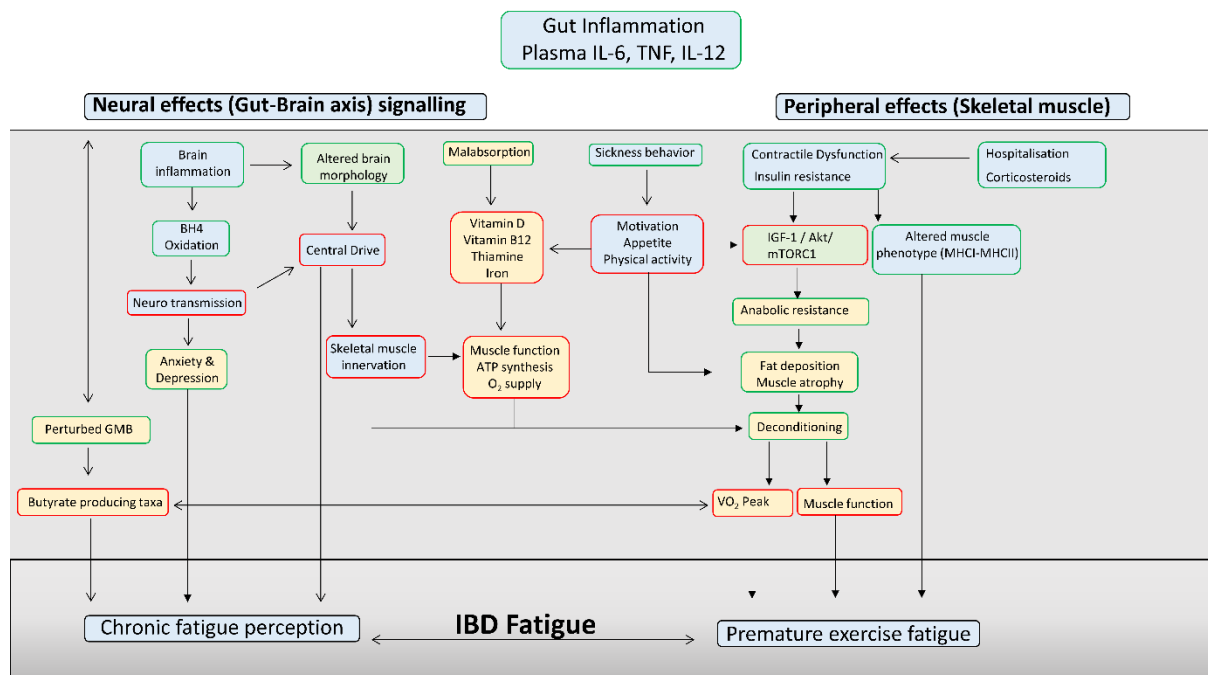 Gut Inflammation
Plasma IL-6, TNF, IL-12
Neural effects (Gut-Brain axis) signalling
Peripheral effects (Skeletal muscle)
Brain
inflammation
Altered brain
morphology
Malabsorption
Sickness behavior
Contractile Dysfunction
Insulin resistance
Hospitalisation
Corticosteroids
BH4
Oxidation
Central Drive
Vitamin D
Vitamin B12
Thiamine
Iron
Motivation
Appetite
Physical activity
IGF-1 / Akt/
mTORC1
Altered muscle
phenotype (MHCI-MHCII)
Neuro transmission
Anabolic resistance
Anxiety &
Depression
Skeletal muscle
innervation
Muscle function
ATP synthesis
O₂ supply
Fat deposition
Muscle atrophy
Perturbed GMB
Deconditioning
Butyrate producing taxa
VO₂ Peak
Muscle function
Chronic fatigue perception
IBD Fatigue
Premature exercise fatigue